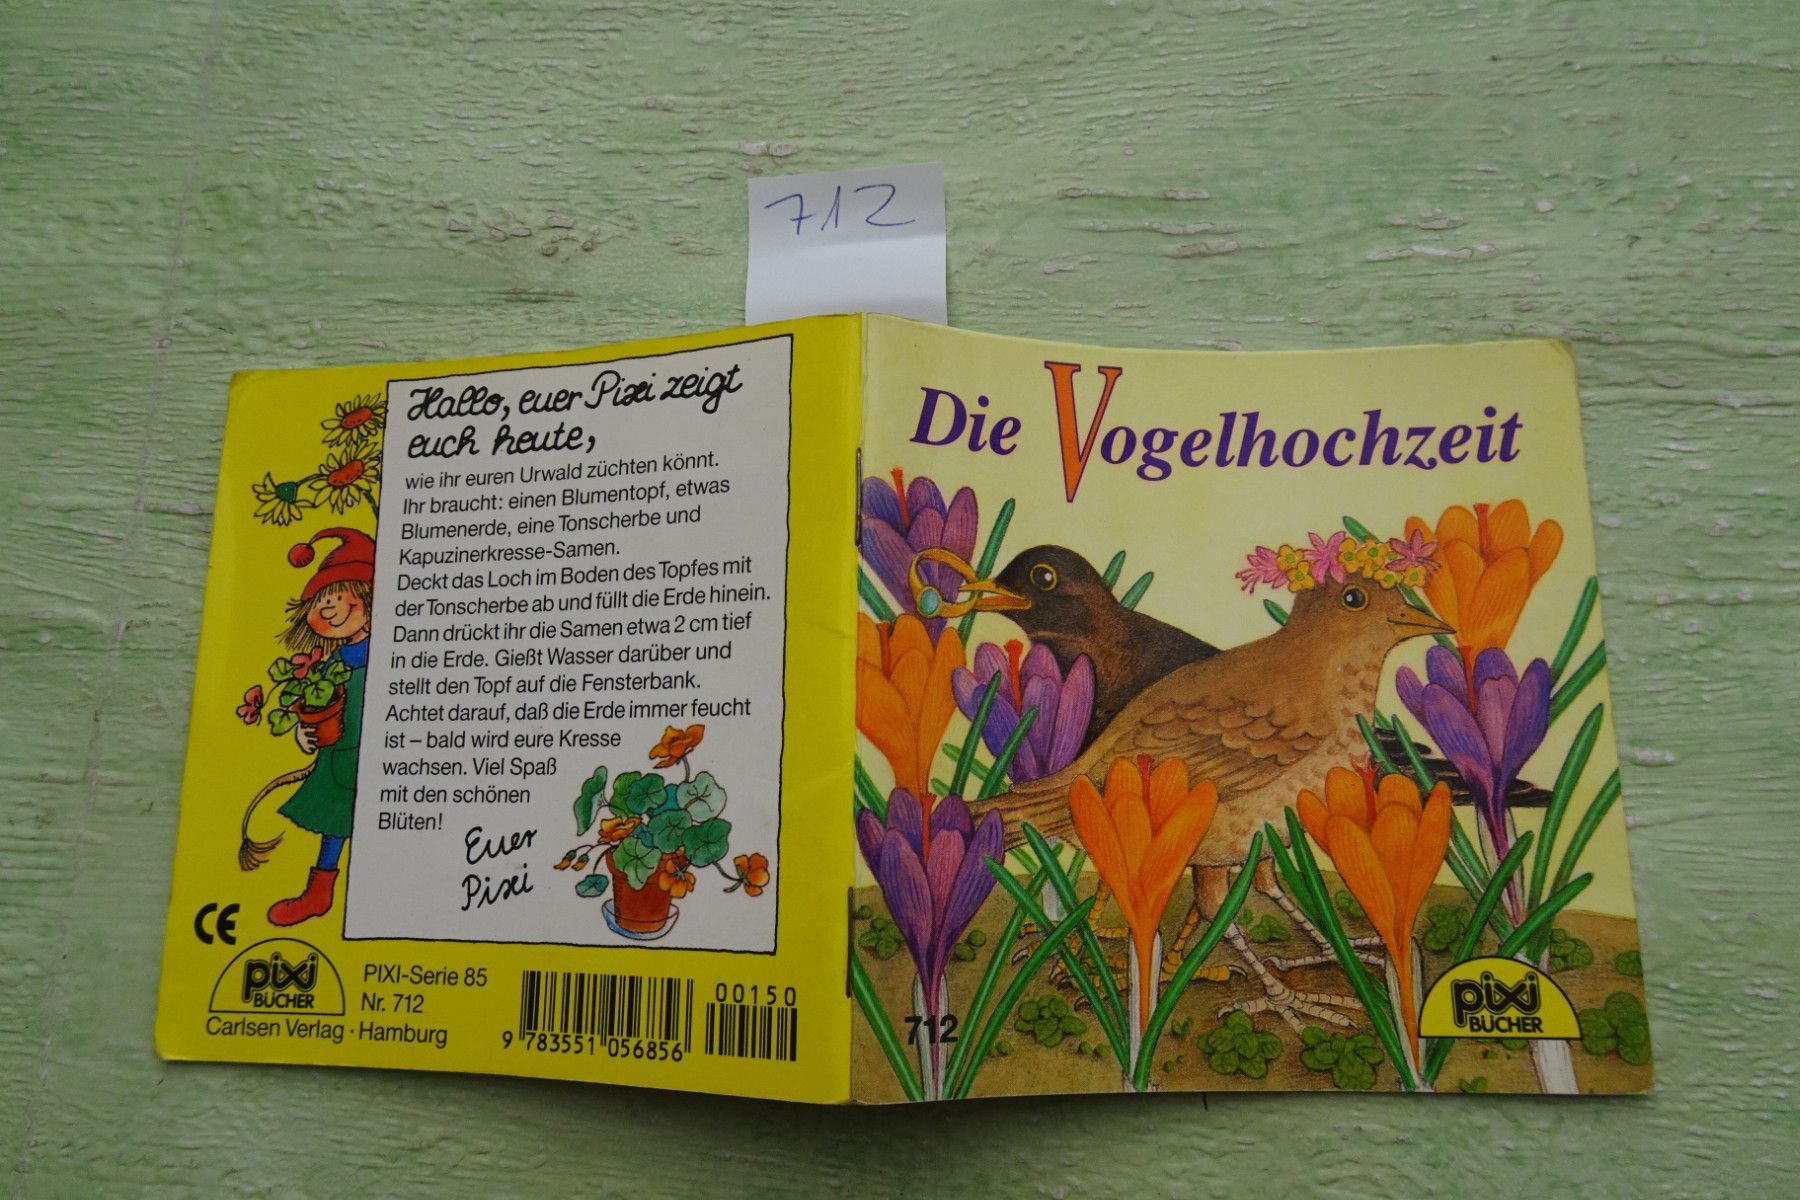 712
Hallo, euer Pixi zeigt
euch heute,
wie ihr euren Urwald züchten könnt.
Ihr braucht: einen Blumentopf, etwas
Blumenerde, eine Tonscherbe und
Kapuzinerkresse-Samen.
Deckt das Loch im Boden des Topfes mit
der Tonscherbe ab und füllt die Erde hinein.
Dann drückt ihr die Samen etwa 2 cm tief
in die Erde. Gießt Wasser darüber und
stellt den Topf auf die Fensterbank.
Achtet darauf, daß die Erde immer feucht
ist – bald wird eure Kresse
wachsen. Viel Spaß
mit den schönen
Blüten!
Euer
Pixi
CE
pixi
BÜCHER
PIXI-Serie 85
Nr. 712
Carlsen Verlag · Hamburg
00150
9 783551 056856
Die Vogelhochzeit
712
pixi
BÜCHER